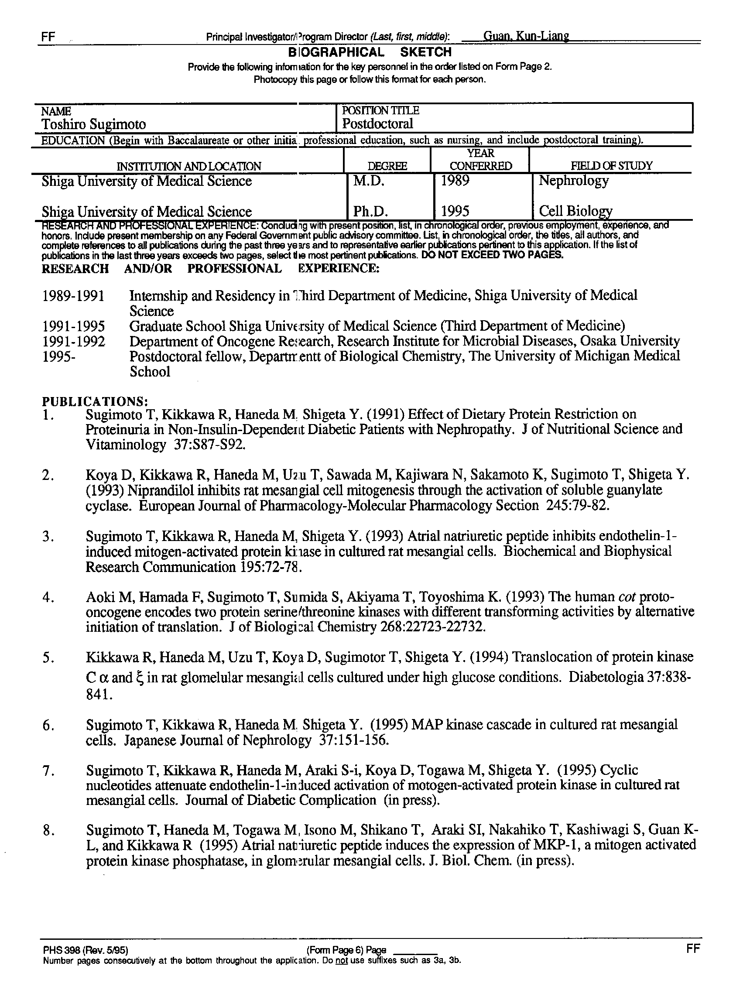 FF Principal Investigator/Program Director (Last, first, middle): Guan, Kun-Liang
BIOGRAPHICAL SKETCH
Provide the following information for the key personnel in the order listed on Form Page 2.
Photocopy this page or follow this format for each person.
NAME POSITION TITLE
Toshiro Sugimoto Postdoctoral
EDUCATION (Begin with Baccalaureate or other initia professional education, such as nursing, and include postdoctoral training).
INSTITUTION AND LOCATION DEGREE YEAR CONFERRED FIELD OF STUDY
Shiga University of Medical Science M.D. 1989 Nephrology
Shiga University of Medical Science Ph.D. 1995 Cell Biology
RESEARCH AND PROFESSIONAL EXPERIENCE: Concluding with present position, list, in chronological order, previous employment, experience, and
honors. Include present membership on any Federal Government public advisory committee. List, in chronological order, the titles, all authors, and
complete references to all publications during the past three years and to representative earlier publications pertinent to this application. If the list of
publications in the last three years exceeds two pages, select the most pertinent publications. DO NOT EXCEED TWO PAGES.
RESEARCH AND/OR PROFESSIONAL EXPERIENCE:
1989-1991 Internship and Residency in Third Department of Medicine, Shiga University of Medical
Science
1991-1995 Graduate School Shiga University of Medical Science (Third Department of Medicine)
1991-1992 Department of Oncogene Research, Research Institute for Microbial Diseases, Osaka University
1995- Postdoctoral fellow, Departmentt of Biological Chemistry, The University of Michigan Medical
School
PUBLICATIONS:
1. Sugimoto T, Kikkawa R, Haneda M, Shigeta Y. (1991) Effect of Dietary Protein Restriction on
Proteinuria in Non-Insulin-Dependent Diabetic Patients with Nephropathy. J of Nutritional Science and
Vitaminology 37:S87-S92.
2. Koya D, Kikkawa R, Haneda M, Uzu T, Sawada M, Kajiwara N, Sakamoto K, Sugimoto T, Shigeta Y.
(1993) Niprandilol inhibits rat mesangial cell mitogenesis through the activation of soluble guanylate
cyclase. European Journal of Pharmacology-Molecular Pharmacology Section 245:79-82.
3. Sugimoto T, Kikkawa R, Haneda M, Shigeta Y. (1993) Atrial natriuretic peptide inhibits endothelin-1-
induced mitogen-activated protein kinase in cultured rat mesangial cells. Biochemical and Biophysical
Research Communication 195:72-78.
4. Aoki M, Hamada F, Sugimoto T, Sumida S, Akiyama T, Toyoshima K. (1993) The human cot proto-
oncogene encodes two protein serine/threonine kinases with different transforming activities by alternative
initiation of translation. J of Biological Chemistry 268:22723-22732.
5. Kikkawa R, Haneda M, Uzu T, Koya D, Sugimotor T, Shigeta Y. (1994) Translocation of protein kinase
C α and ξ in rat glomelular mesangial cells cultured under high glucose conditions. Diabetologia 37:838-
841.
6. Sugimoto T, Kikkawa R, Haneda M. Shigeta Y. (1995) MAP kinase cascade in cultured rat mesangial
cells. Japanese Journal of Nephrology 37:151-156.
7. Sugimoto T, Kikkawa R, Haneda M, Araki S-i, Koya D, Togawa M, Shigeta Y. (1995) Cyclic
nucleotides attenuate endothelin-1-induced activation of motogen-activated protein kinase in cultured rat
mesangial cells. Journal of Diabetic Complication (in press).
8. Sugimoto T, Haneda M, Togawa M, Isono M, Shikano T, Araki SI, Nakahiko T, Kashiwagi S, Guan K-
L, and Kikkawa R (1995) Atrial natriuretic peptide induces the expression of MKP-1, a mitogen activated
protein kinase phosphatase, in glomerular mesangial cells. J. Biol. Chem. (in press).
PHS 398 (Rev. 5/95) (Form Page 6) Page ________ FF
Number pages consecutively at the bottom throughout the application. Do not use suffixes such as 3a, 3b.